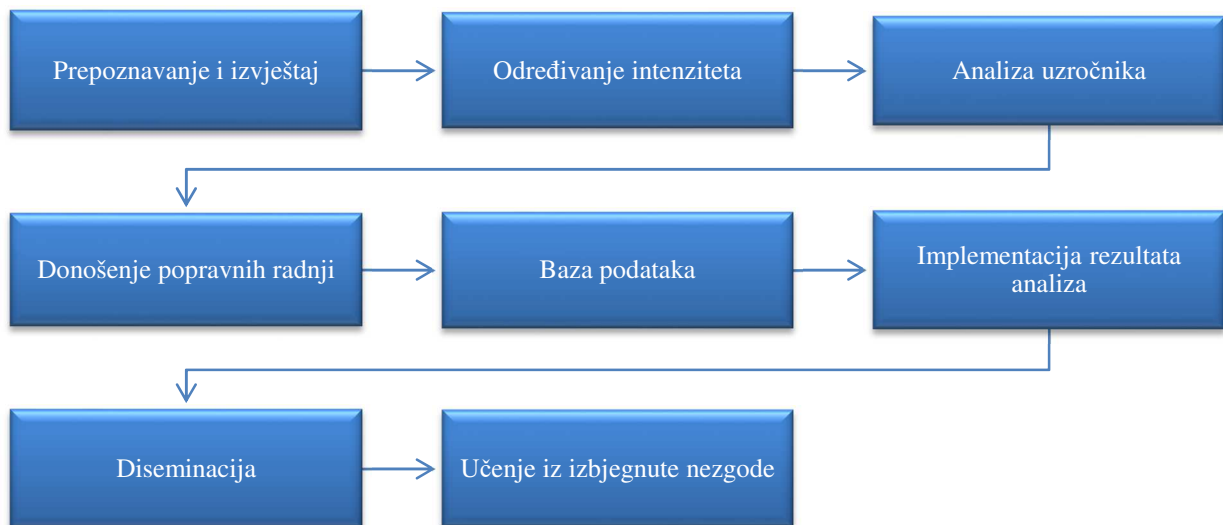 Prepoznavanje i izvještaj
Određivanje intenziteta
Analiza uzročnika
Donošenje popravnih radnji
Baza podataka
Implementacija rezultata
analiza
Diseminacija
Učenje iz izbjegnute nezgode